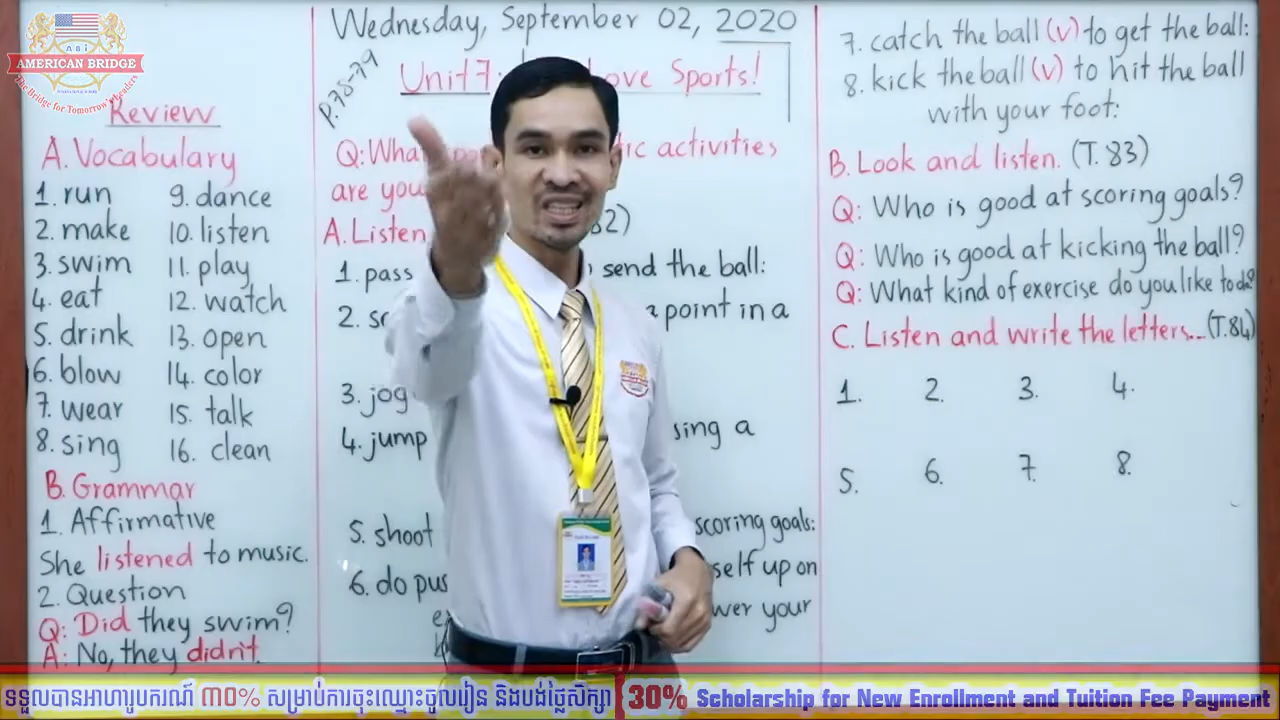 ASI
AMERICAN BRIDGE
The Bridge for Tomorrow's Leaders
Review
A. Vocabulary
1. run 9. dance
2. make 10. listen
3. swim 11. play
4. eat 12. watch
5. drink 13. open
6. blow 14. color
7. wear 15. talk
8. sing 16. clean
B. Grammar
1. Affirmative
She listened to music.
2. Question
Q: Did they swim?
A: No, they didn't.
Wednesday, September 02, 2020
P.78-79
Unit 7: Sports!
Q: activities
are you
A. Listen
1. pass send the ball:
2. a point in a
3. jog
4. jump
5. shoot scoring goals:
6. do
up on
your
7. catch the ball (v) to get the ball:
8. kick the ball (v) to hit the ball
with your foot:
B. Look and listen. (T. 83)
Q: Who is good at scoring goals?
Q: Who is good at kicking the ball?
Q: What kind of exercise do you like to do?
C. Listen and write the letters... (T. 84)
1. 2. 3. 4.
5. 6. 7. 8.
ទទួលបានអាហារូបករណ៍ ៣០% សម្រាប់ការចុះឈ្មោះចូលរៀន និងបង់ថ្លៃសិក្សា
30% Scholarship for New Enrollment and Tuition Fee Payment